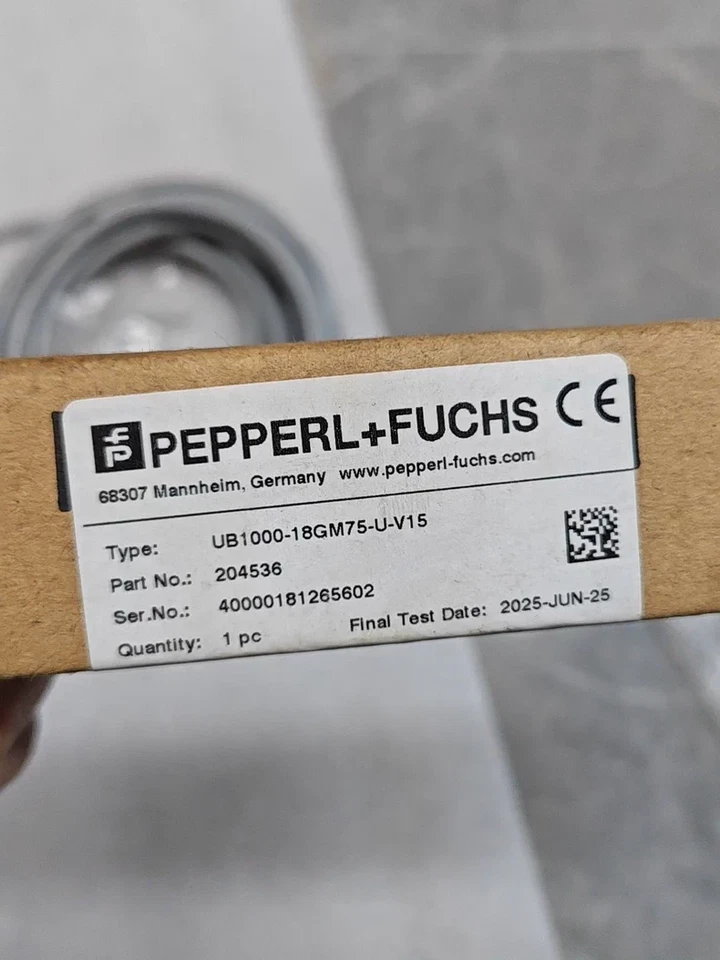 PEPPERL+FUCHS CE
68307 Mannheim, Germany www.pepperl-fuchs.com
Type: UB1000-18GM75-U-V15
Part No.: 204536
Ser.No.: 40000181265602
Quantity: 1 pc Final Test Date: 2025-JUN-25